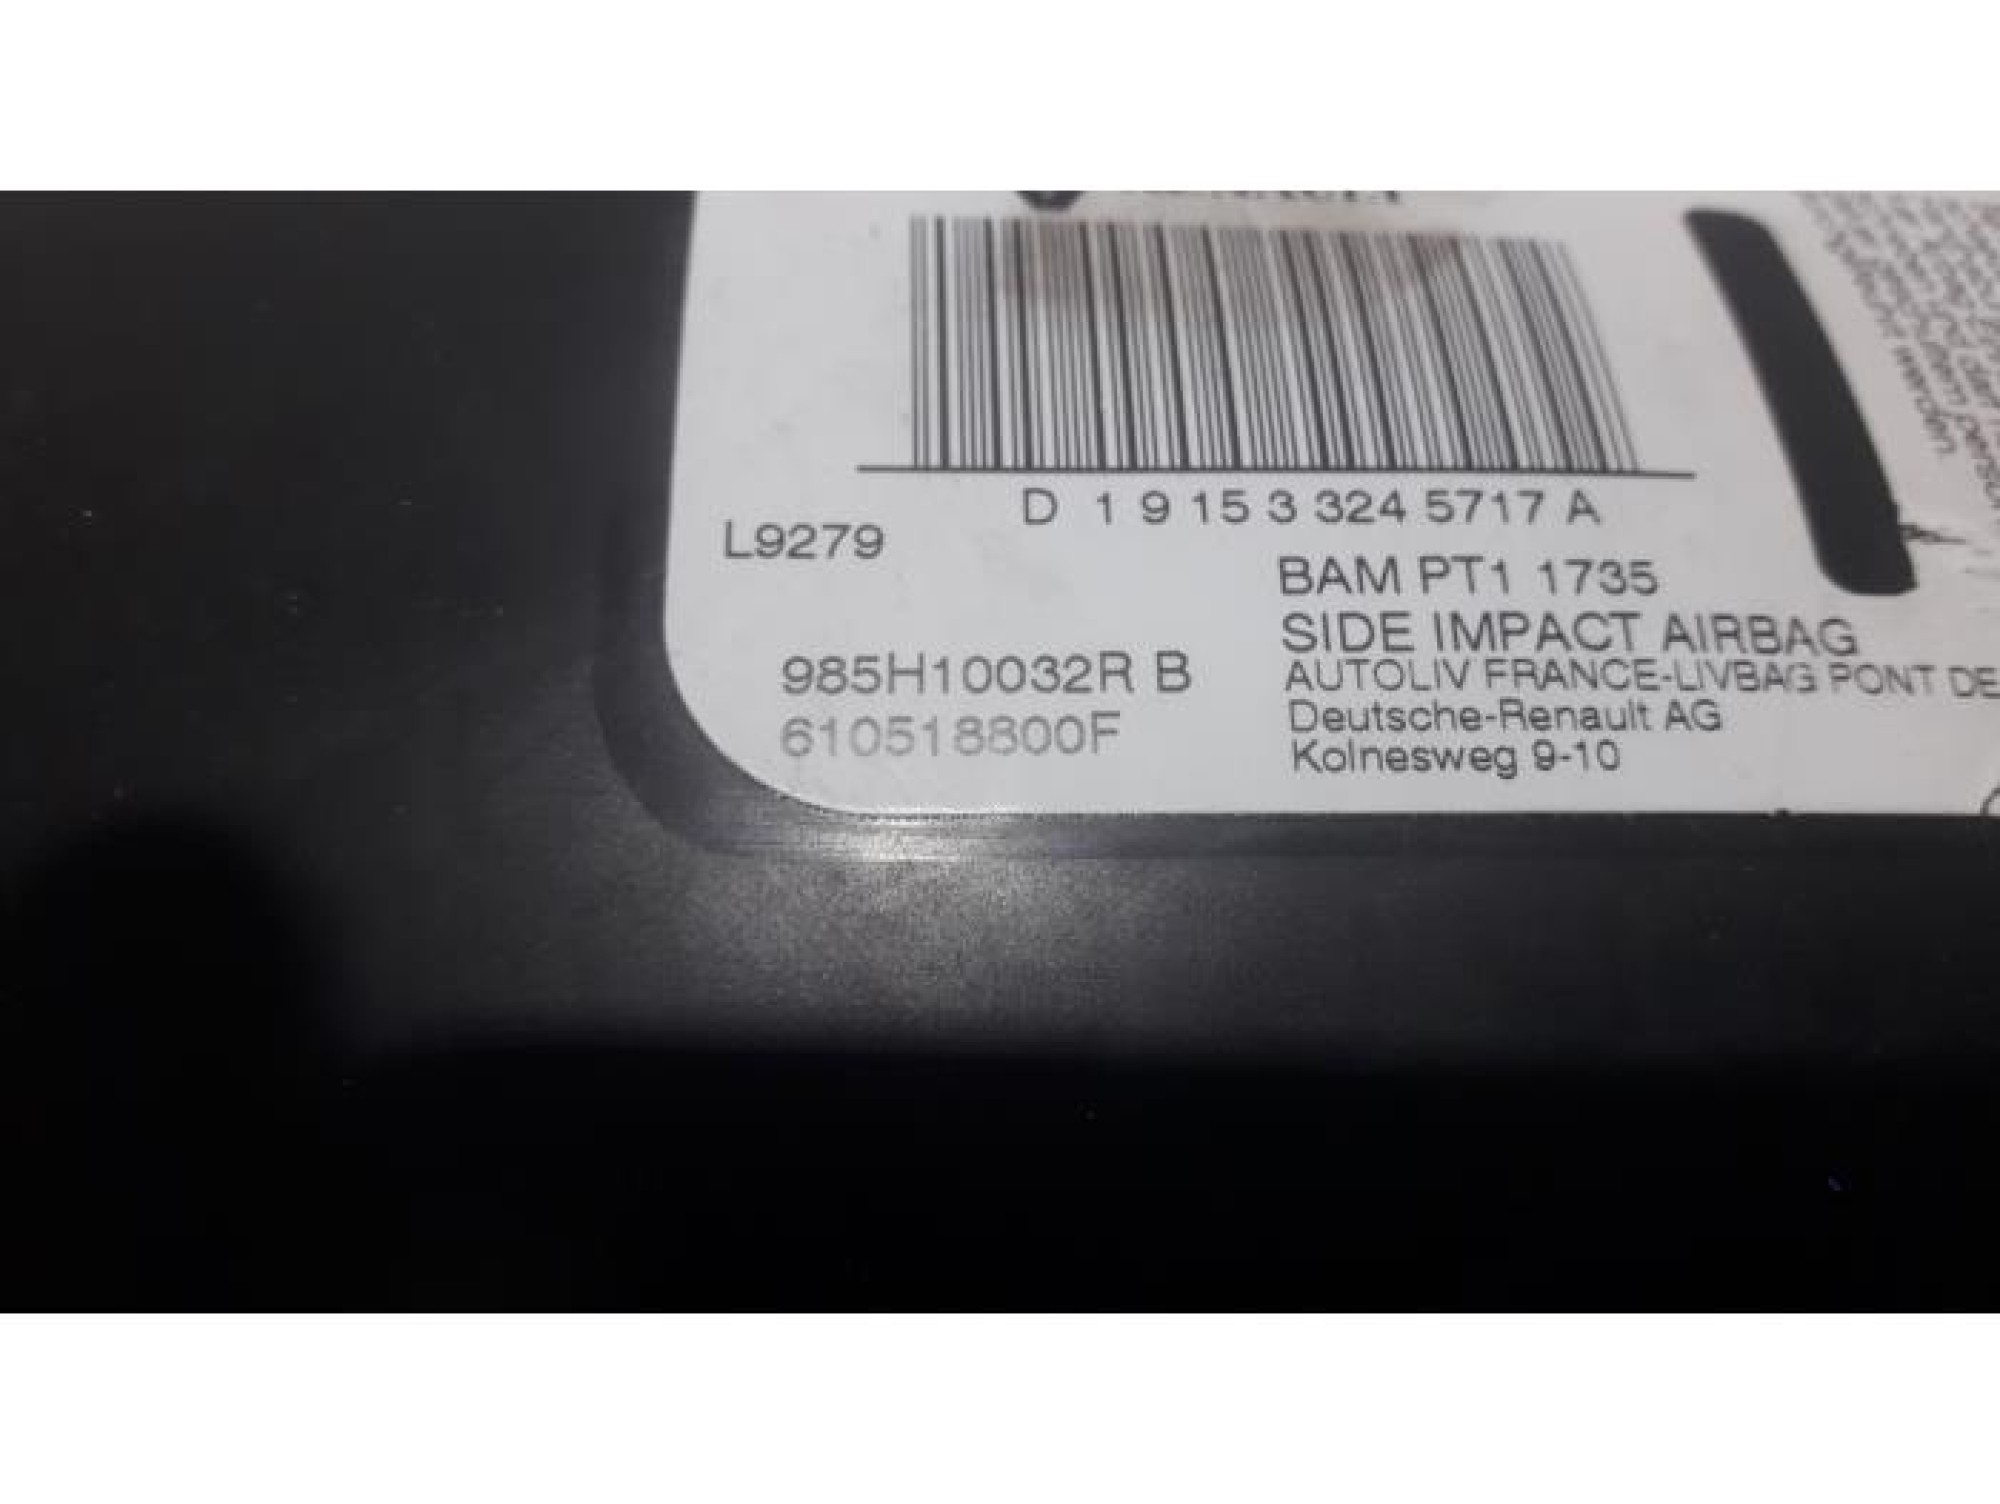 D 1 9 15 3 324 5717 A
L9279
BAM PT1 1735
SIDE IMPACT AIRBAG
985H10032R B
AUTOLIV FRANCE-LIVBAG PONT DE
610518800F
Deutsche-Renault AG
Kolnesweg 9-10
werden.